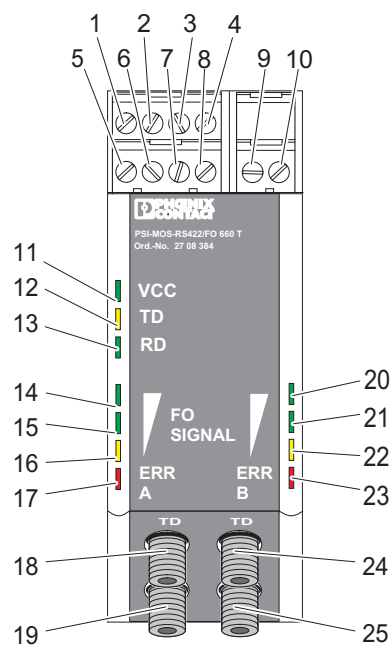 1 2 3 4
5 6 7 8 9 10
PHŒNIX
CONTACT
PSI-MOS-RS422/FO 660 T
Ord.-No. 27 08 384
11 VCC
12 TD
13 RD
14 20
15 FO 21
16 SIGNAL 22
17 ERR ERR 23
A B
TD TD
18 24
19 25